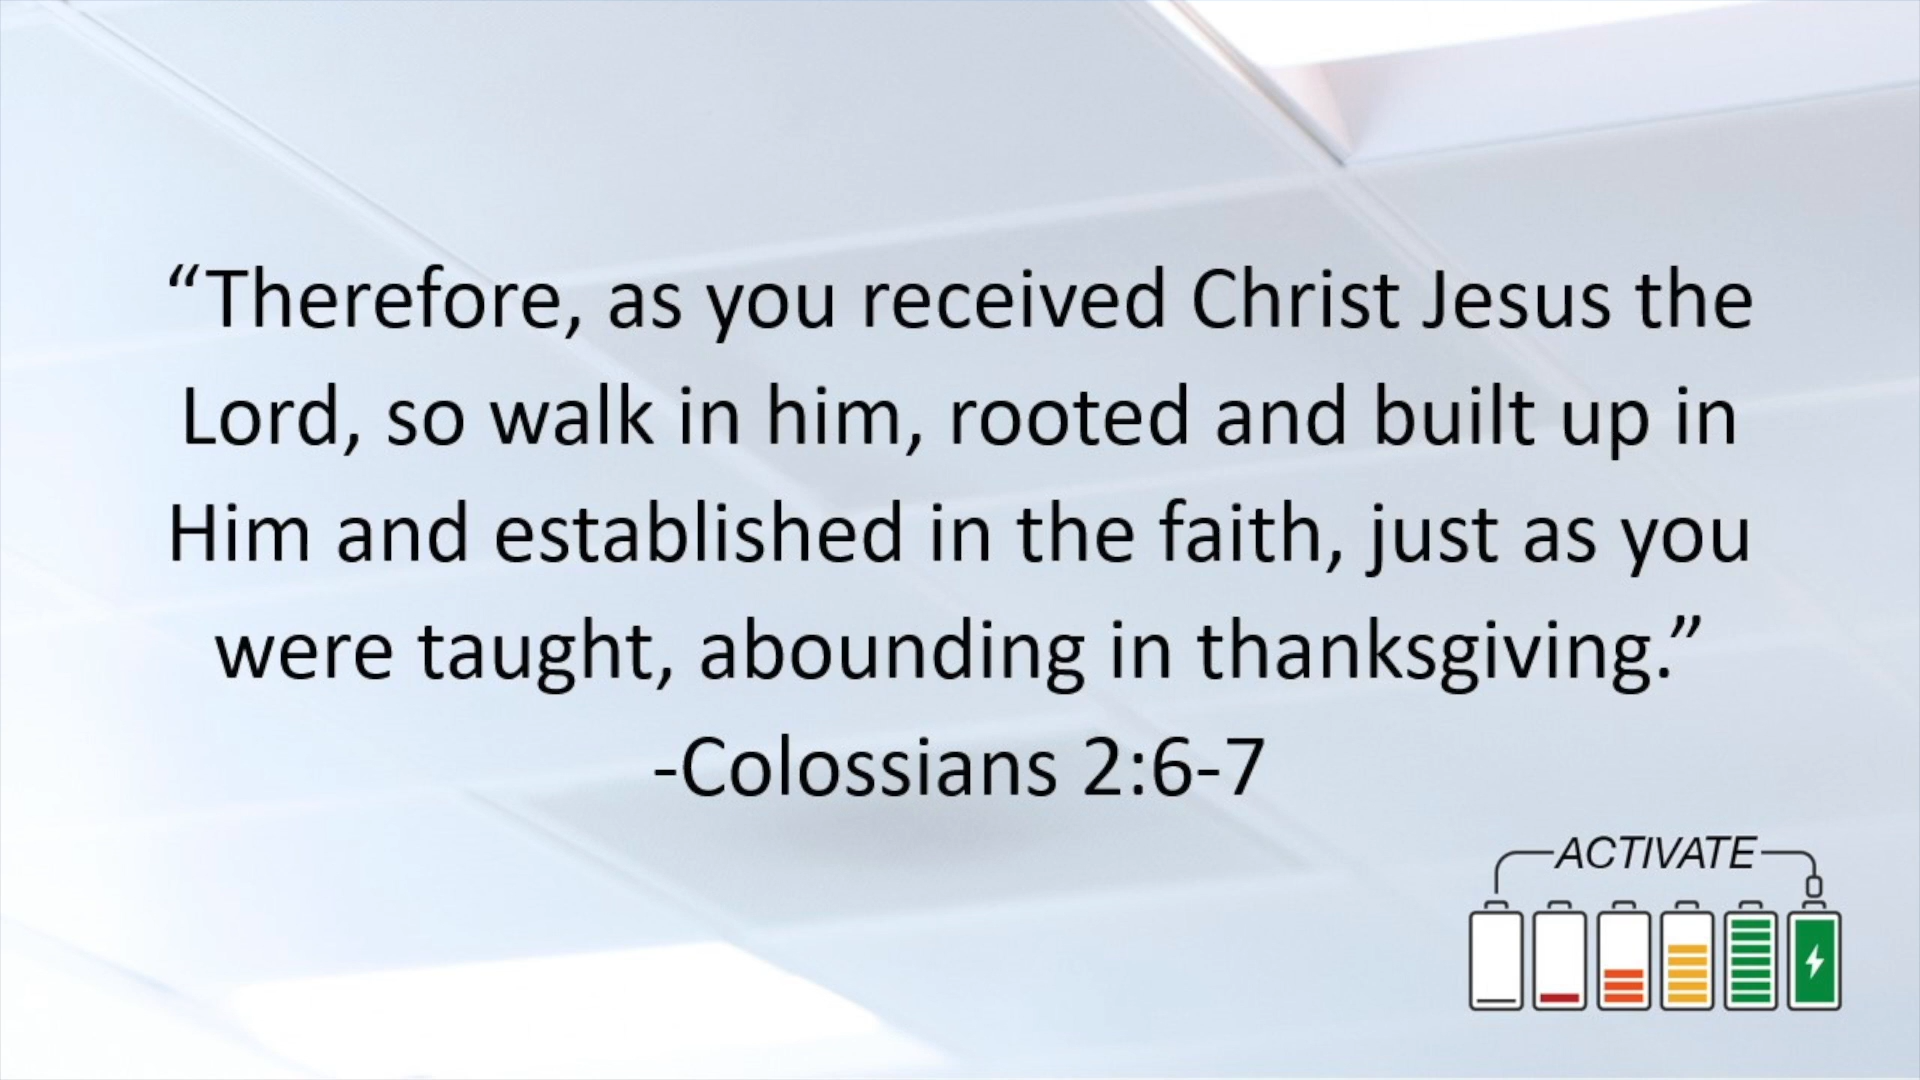 “Therefore, as you received Christ Jesus the
Lord, so walk in him, rooted and built up in
Him and established in the faith, just as you
were taught, abounding in thanksgiving.”
-Colossians 2:6-7
ACTIVATE